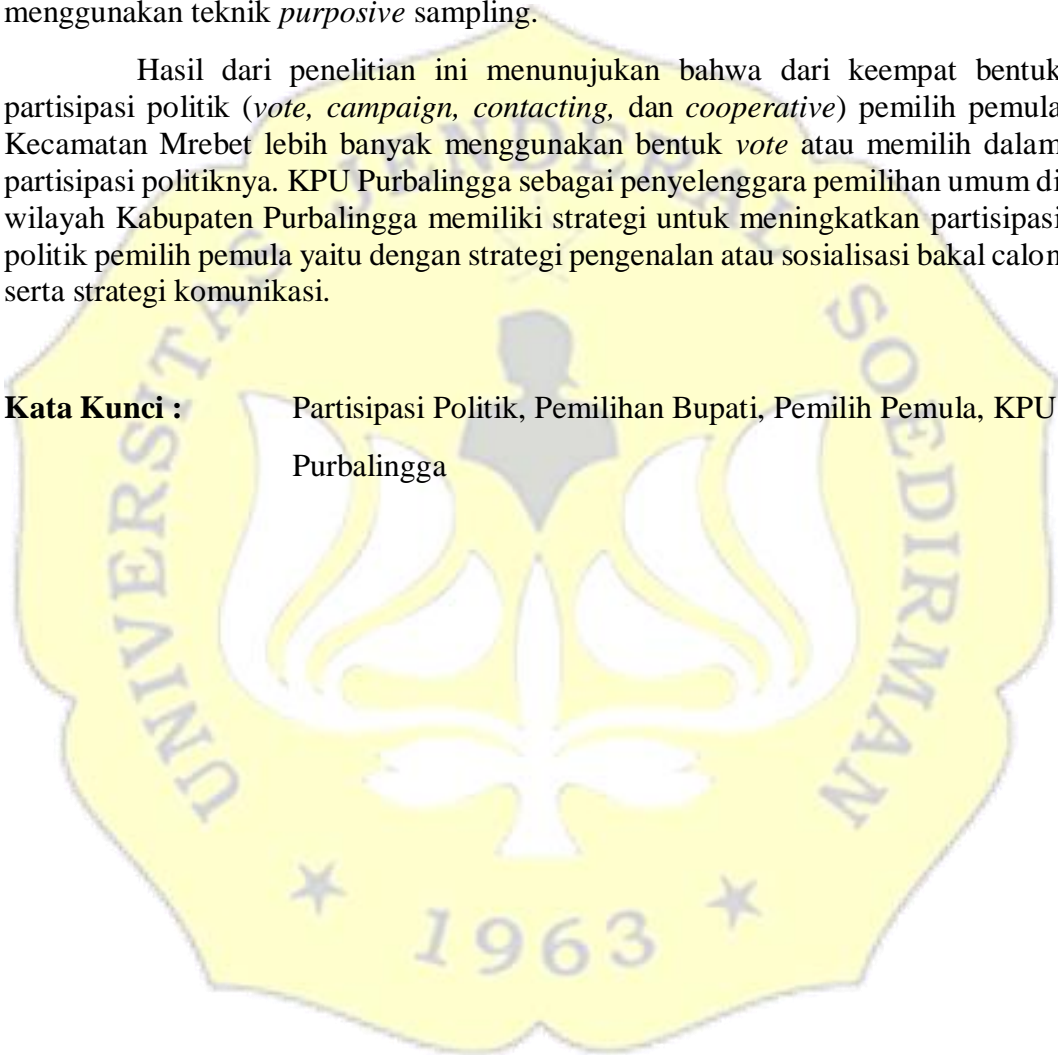 menggunakan teknik purposive sampling.
Hasil dari penelitian ini menunujukan bahwa dari keempat bentuk
partisipasi politik (vote, campaign, contacting, dan cooperative) pemilih pemula
Kecamatan Mrebet lebih banyak menggunakan bentuk vote atau memilih dalam
partisipasi politiknya. KPU Purbalingga sebagai penyelenggara pemilihan umum di
wilayah Kabupaten Purbalingga memiliki strategi untuk meningkatkan partisipasi
politik pemilih pemula yaitu dengan strategi pengenalan atau sosialisasi bakal calon
serta strategi komunikasi.
Kata Kunci : Partisipasi Politik, Pemilihan Bupati, Pemilih Pemula, KPU
Purbalingga
UNIVERSITAS JENDERAL SOEDIRMAN
1963